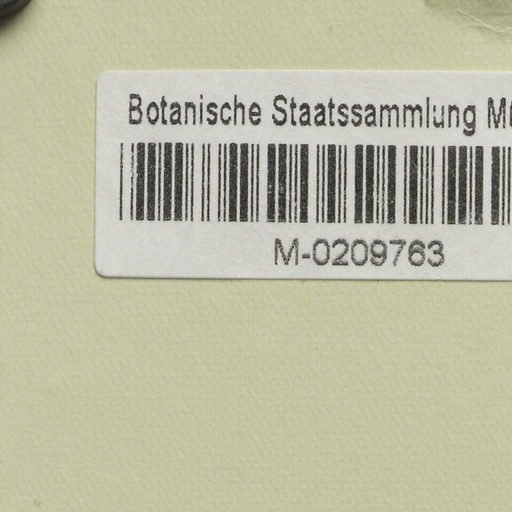 Botanische Staatssammlung
M-0209763